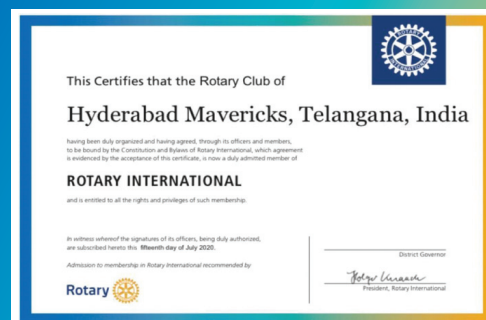 ROTARY
INTERNATIONAL
This Certifies that the Rotary Club of
Hyderabad Mavericks, Telangana, India
having been duly organized and having agreed, through its officers and members,
to be bound by the Constitution and Bylaws of Rotary International, which agreement
is evidenced by the acceptance of this certificate, is now a duly admitted member of
ROTARY INTERNATIONAL
and is entitled to all the rights and privileges of such membership.
In witness whereof the signatures of its officers, being duly authorized,
are subscribed hereto this fifteenth day of July 2020.
District Governor
Admission to membership in Rotary International recommended by
President, Rotary International
Rotary